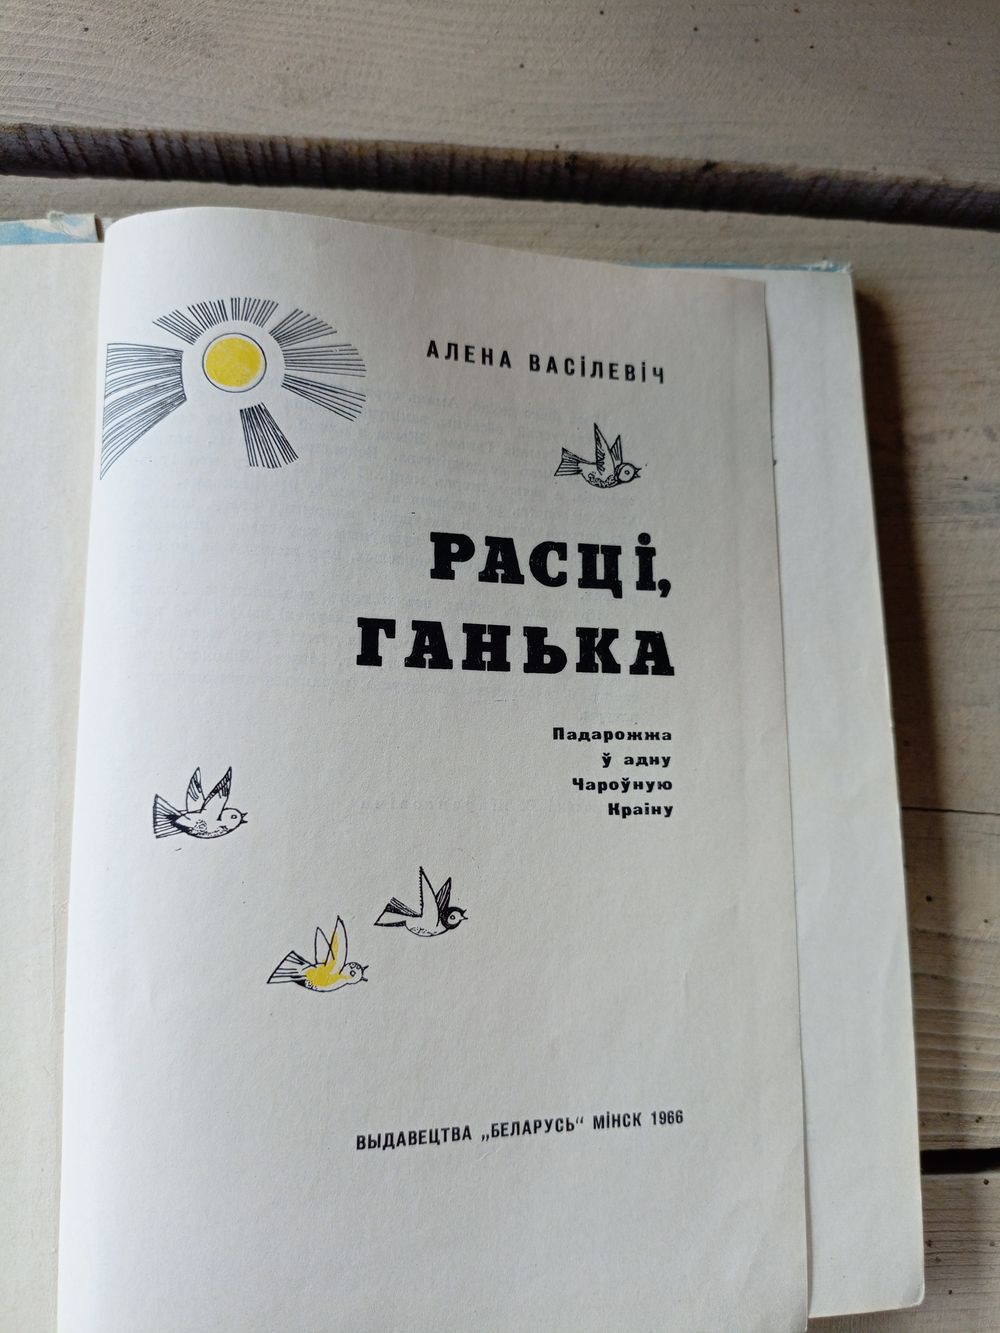 АЛЕНА ВАСІЛЕВІЧ
РАСЦІ,
ГАНЬКА
Падарожжа
ў адну
Чароўную
Краіну
ВЫДАВЕЦТВА „БЕЛАРУСЬ“ МІНСК 1966